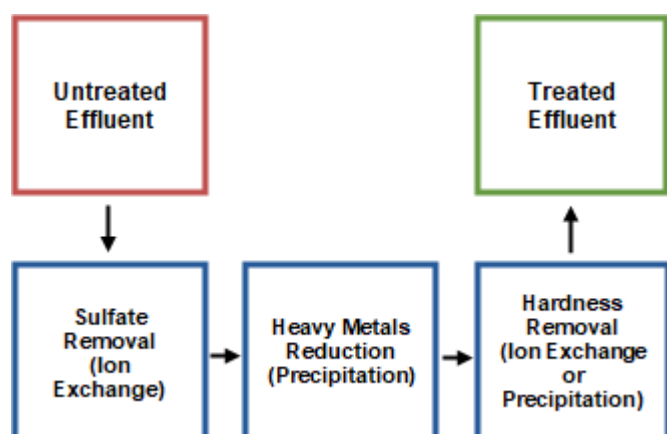 Untreated
Effluent
Treated
Effluent
Sulfate
Removal
(Ion
Exchange)
Heavy Metals
Reduction
(Precipitation)
Hardness
Removal
(Ion Exchange
or
Precipitation)